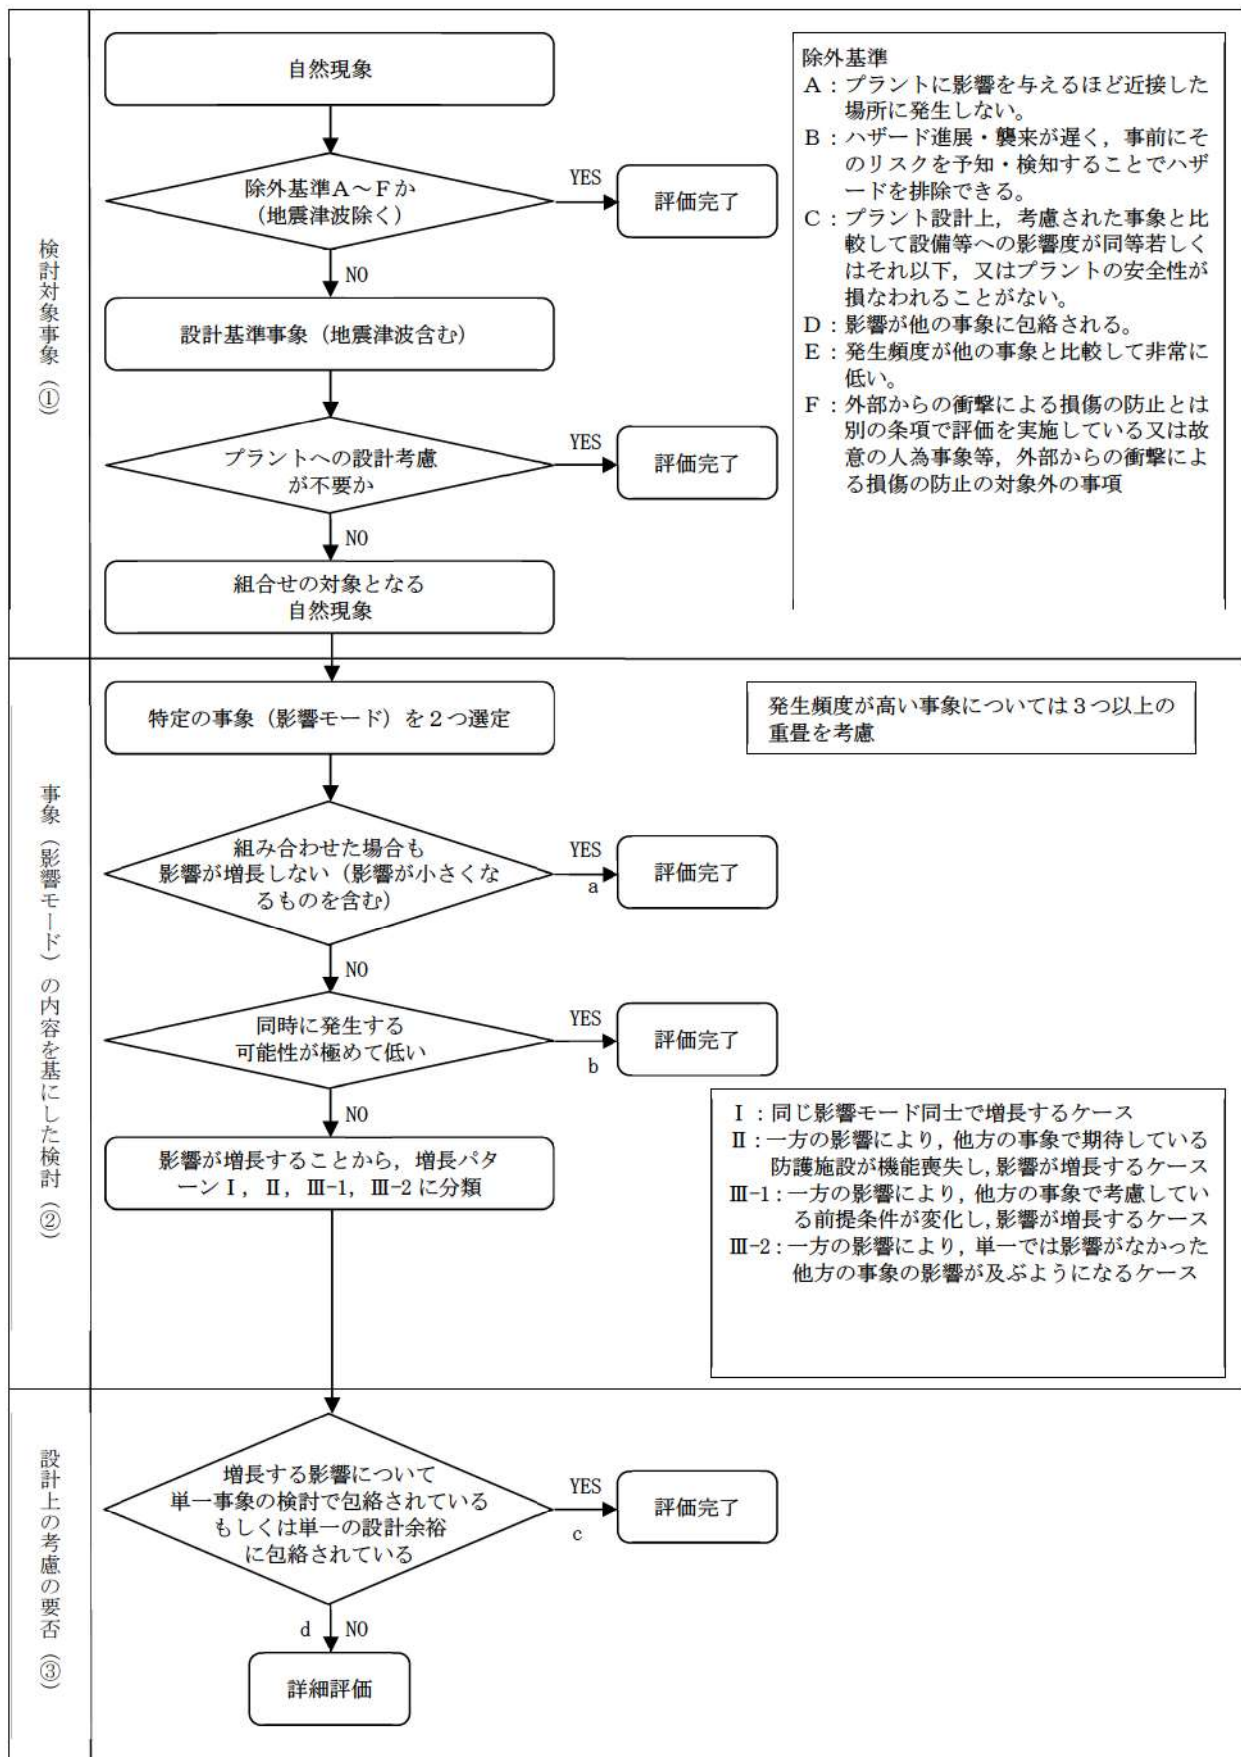 検討対象事象（①）
自然現象
除外基準Ａ～Ｆか
（地震津波除く）
YES
評価完了
NO
設計基準事象（地震津波含む）
プラントへの設計考慮
が不要か
YES
評価完了
NO
組合せの対象となる
自然現象
除外基準
Ａ：プラントに影響を与えるほど近接した
場所に発生しない。
Ｂ：ハザード進展・襲来が遅く，事前にそ
のリスクを予知・検知することでハザ
ードを排除できる。
Ｃ：プラント設計上，考慮された事象と比
較して設備等への影響度が同等若しく
はそれ以下，又はプラントの安全性が
損なわれることがない。
Ｄ：影響が他の事象に包絡される。
Ｅ：発生頻度が他の事象と比較して非常に
低い。
Ｆ：外部からの衝撃による損傷の防止とは
別の条項で評価を実施している又は故
意の人為事象等，外部からの衝撃によ
る損傷の防止の対象外の事項
事象（影響モード）の内容を基にした検討（②）
特定の事象（影響モード）を２つ選定
発生頻度が高い事象については３つ以上の
重畳を考慮
組み合わせた場合も
影響が増長しない（影響が小さくな
るものを含む）
YES
a
評価完了
NO
同時に発生する
可能性が極めて低い
YES
b
評価完了
NO
影響が増長することから，増長パタ
ーンⅠ，Ⅱ，Ⅲ-1，Ⅲ-2 に分類
Ⅰ：同じ影響モード同士で増長するケース
Ⅱ：一方の影響により，他方の事象で期待している
防護施設が機能喪失し，影響が増長するケース
Ⅲ-1：一方の影響により，他方の事象で考慮してい
る前提条件が変化し，影響が増長するケース
Ⅲ-2：一方の影響により，単一では影響がなかった
他方の事象の影響が及ぶようになるケース
設計上の考慮の要否（③）
増長する影響について
単一事象の検討で包絡されている
もしくは単一の設計余裕
に包絡されている
YES
c
評価完了
d
NO
詳細評価